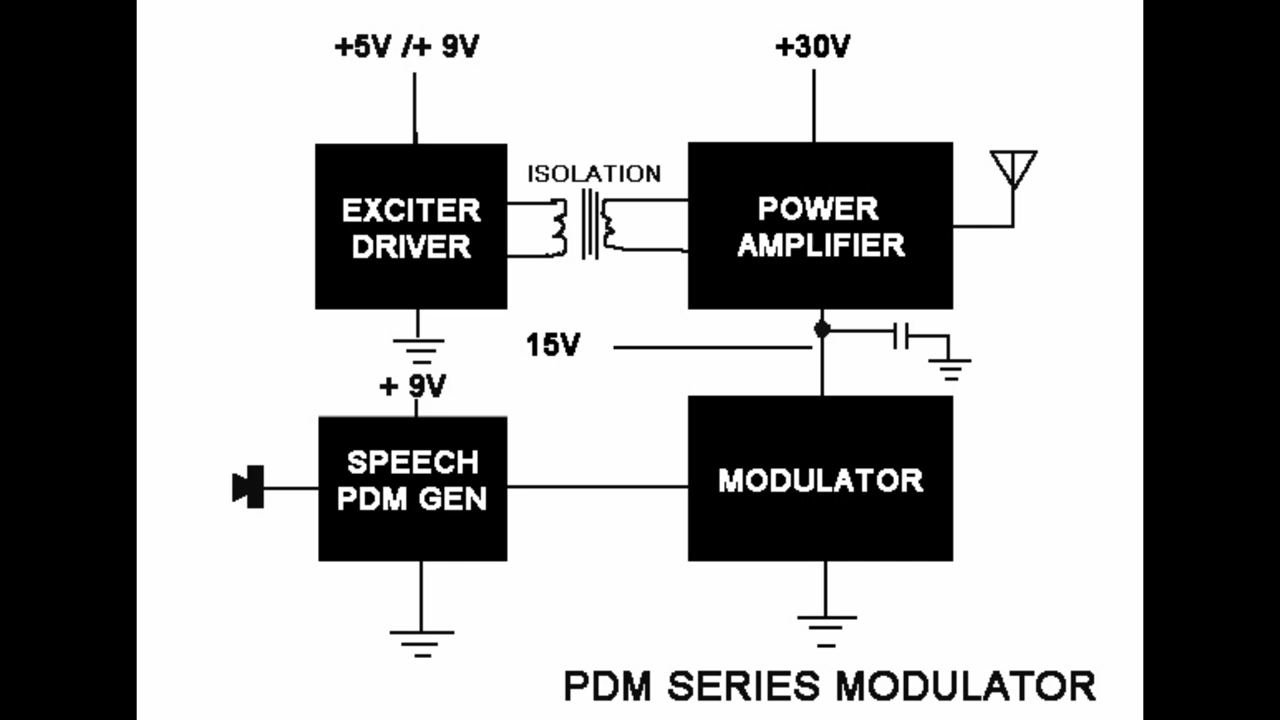 +5V /+ 9V
+30V
ISOLATION
EXCITER
DRIVER
POWER
AMPLIFIER
15V
+ 9V
SPEECH
PDM GEN
MODULATOR
PDM SERIES MODULATOR